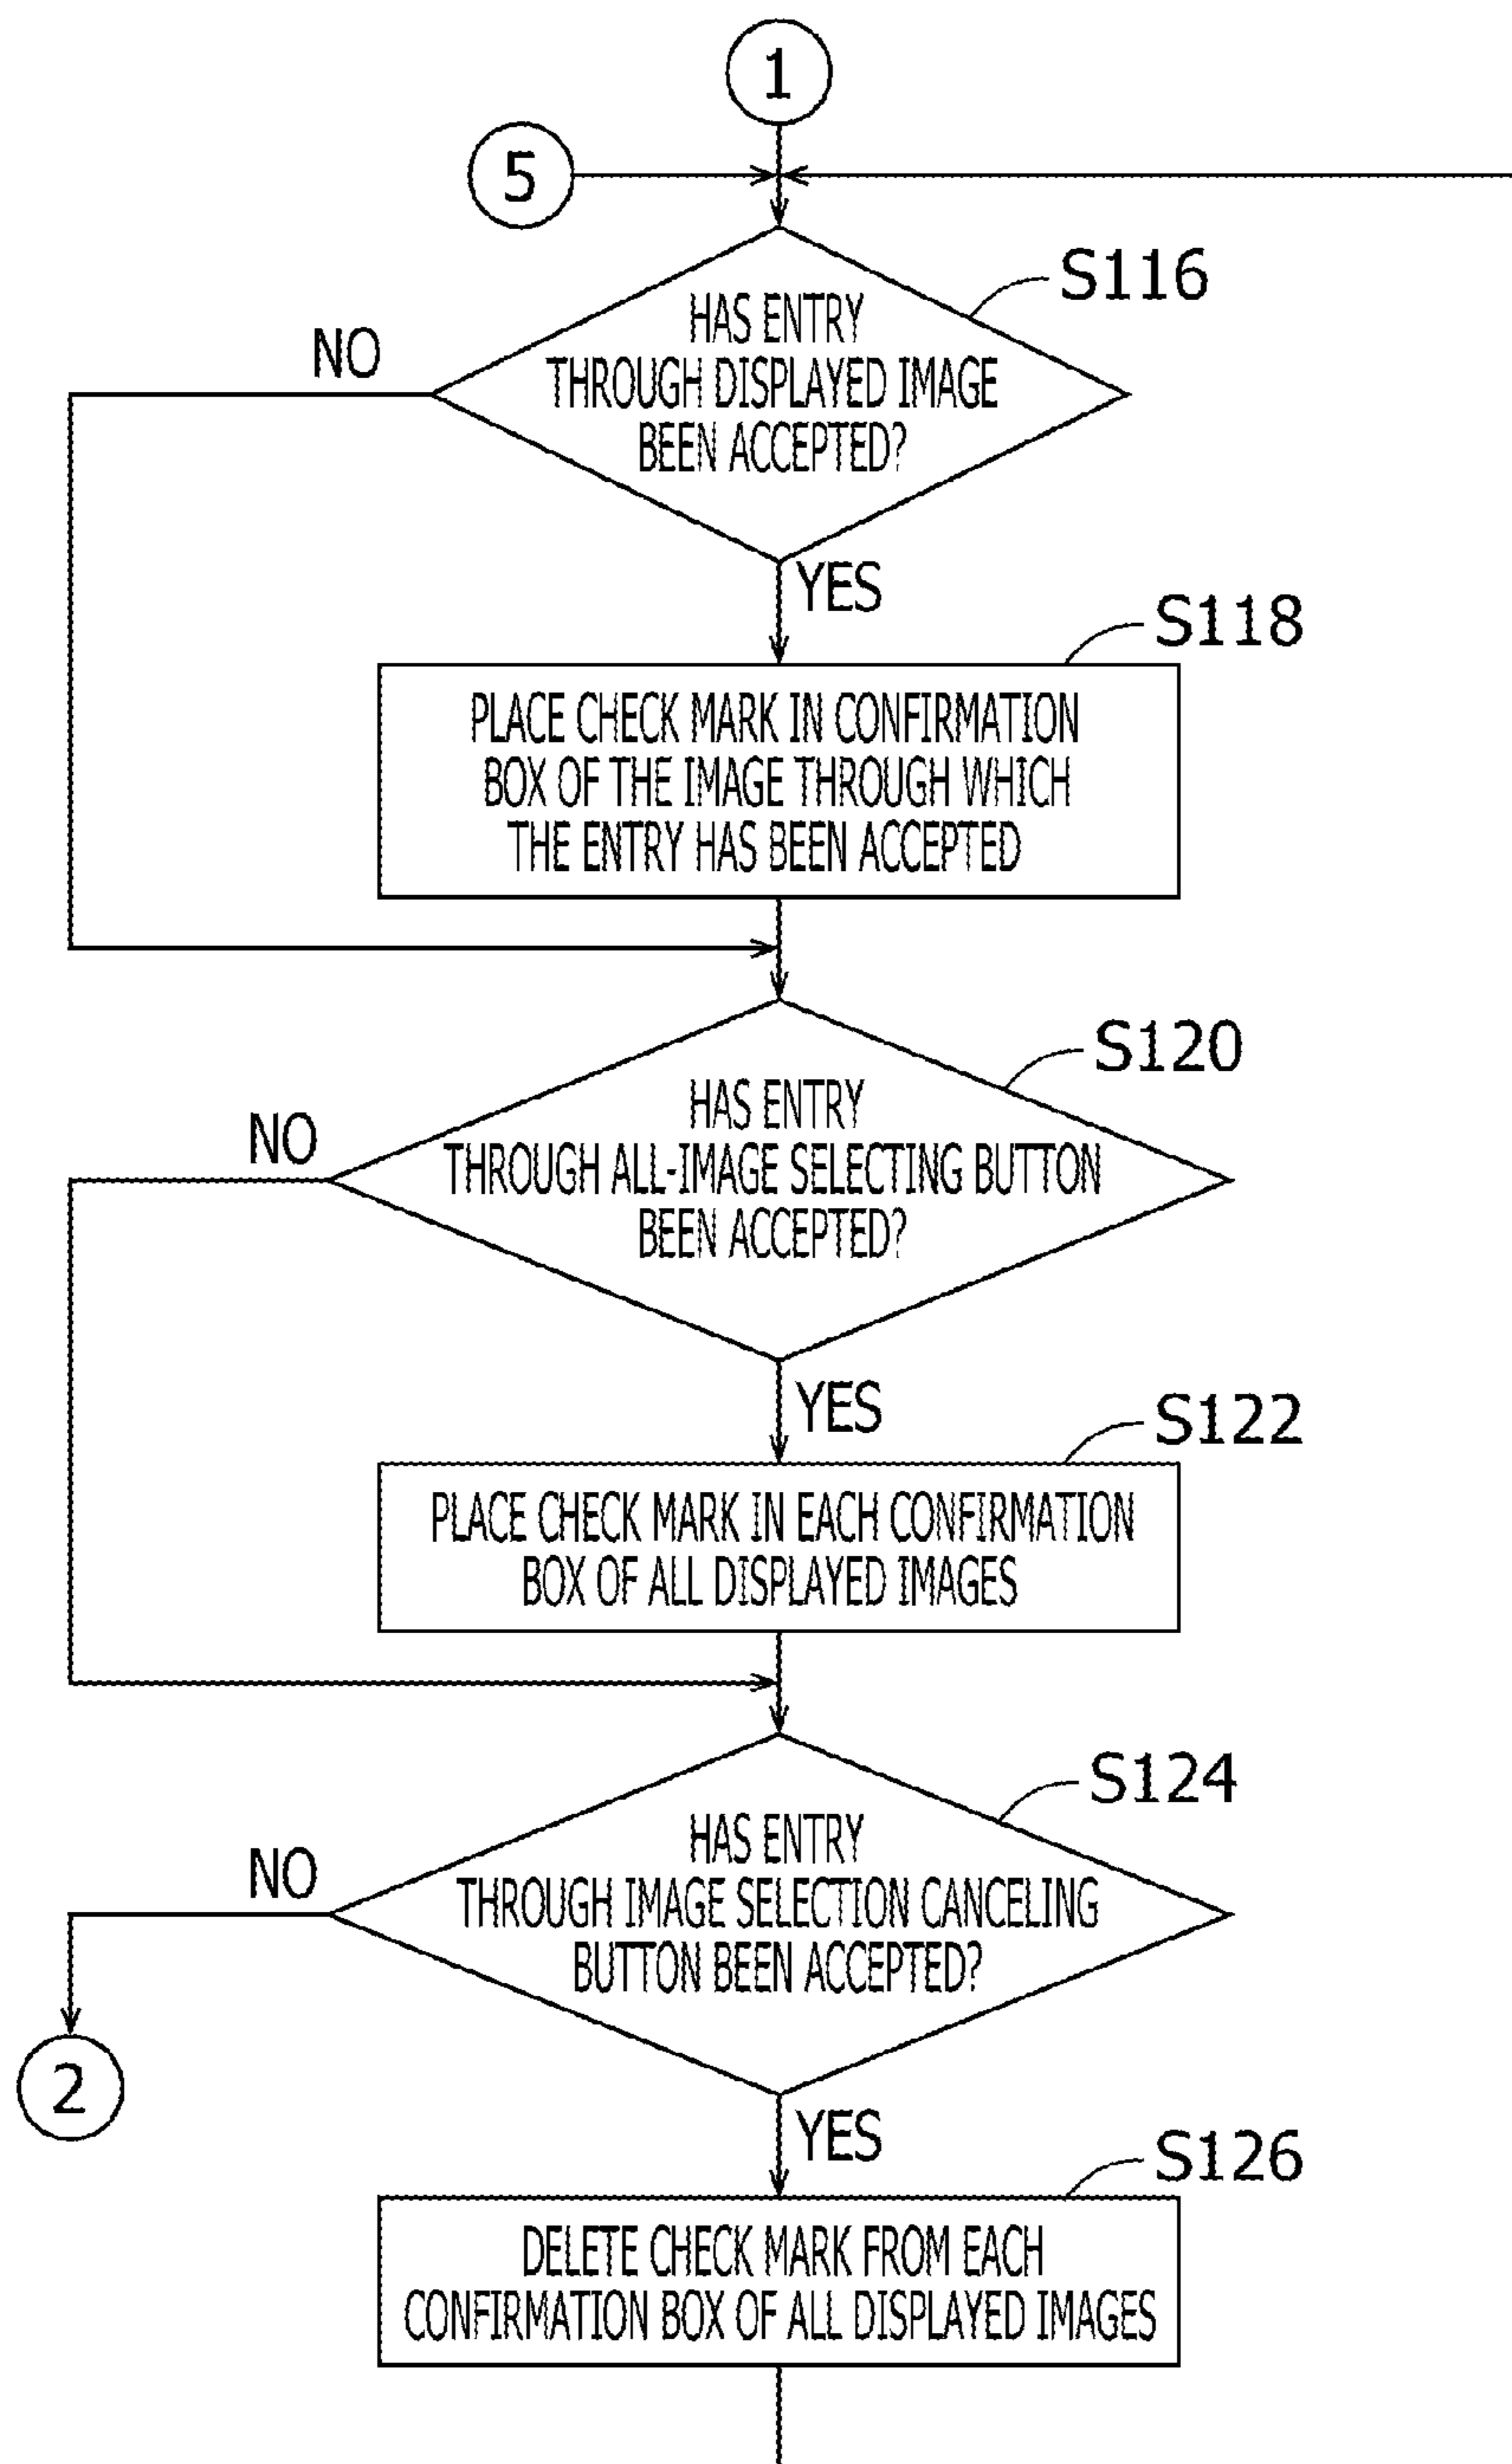 1
5
S116
HAS ENTRY
THROUGH DISPLAYED IMAGE
BEEN ACCEPTED?
NO
YES
S118
PLACE CHECK MARK IN CONFIRMATION
BOX OF THE IMAGE THROUGH WHICH
THE ENTRY HAS BEEN ACCEPTED
S120
HAS ENTRY
THROUGH ALL-IMAGE SELECTING BUTTON
BEEN ACCEPTED?
NO
YES
S122
PLACE CHECK MARK IN EACH CONFIRMATION
BOX OF ALL DISPLAYED IMAGES
S124
HAS ENTRY
THROUGH IMAGE SELECTION CANCELING
BUTTON BEEN ACCEPTED?
NO
2
YES
S126
DELETE CHECK MARK FROM EACH
CONFIRMATION BOX OF ALL DISPLAYED IMAGES